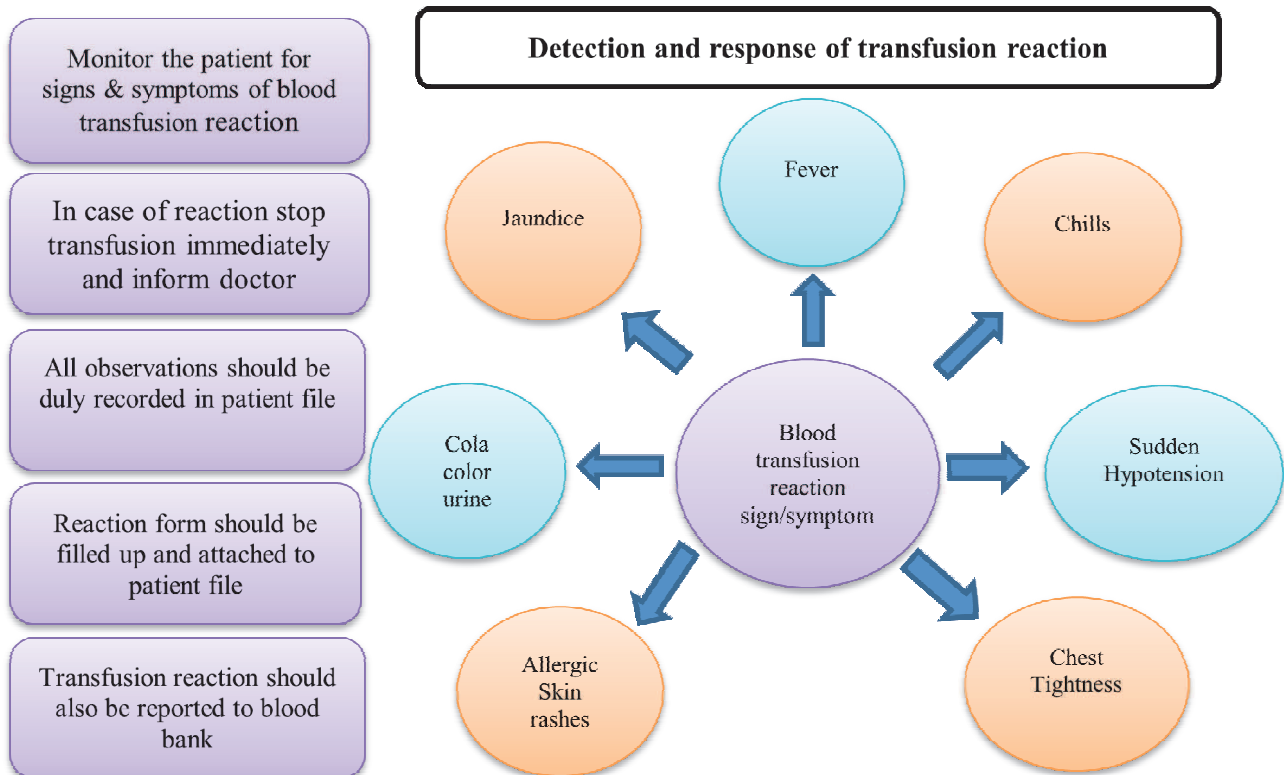 Detection and response of transfusion reaction
Monitor the patient for
signs & symptoms of blood
transfusion reaction
In case of reaction stop
transfusion immediately
and inform doctor
All observations should be
duly recorded in patient file
Reaction form should be
filled up and attached to
patient file
Transfusion reaction should
also be reported to blood
bank
Fever
Jaundice
Chills
Cola
color
urine
Blood
transfusion
reaction
sign/symptom
Sudden
Hypotension
Allergic
Skin
rashes
Chest
Tightness